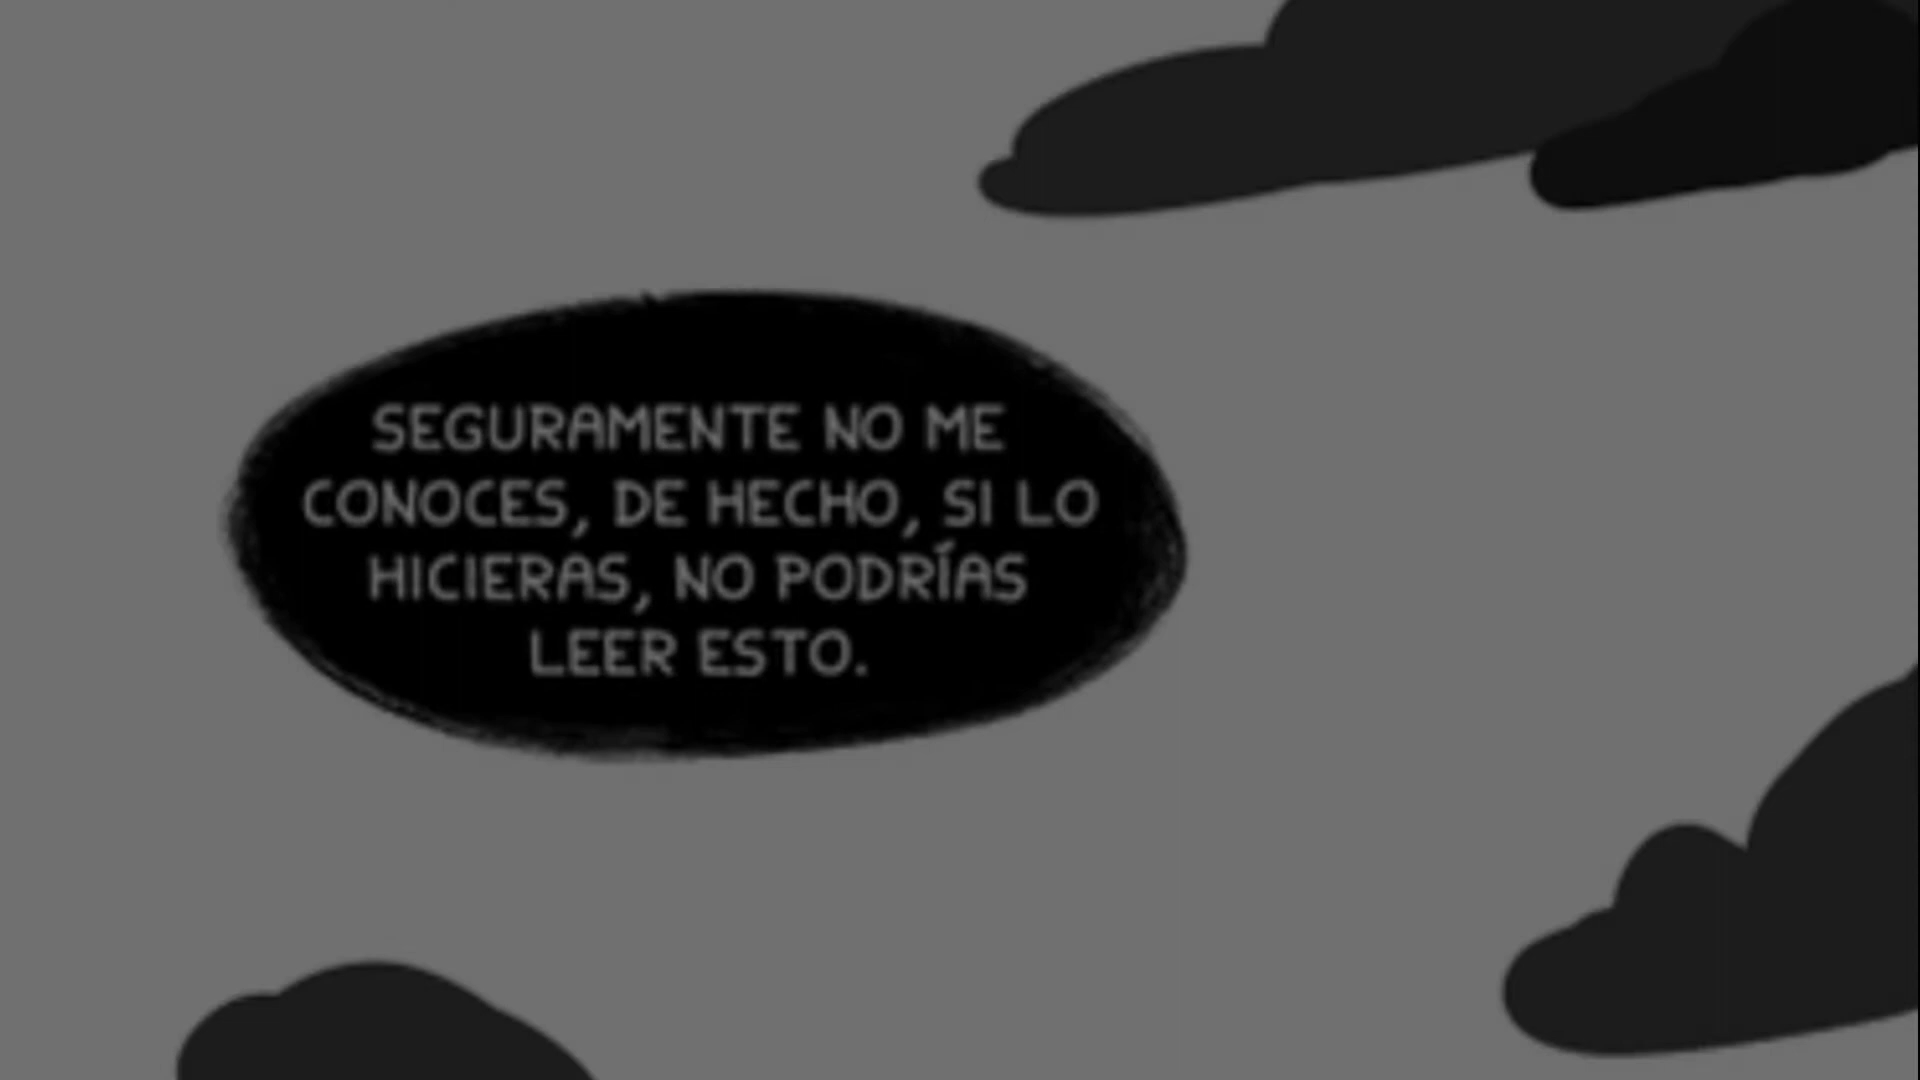 SEGURAMENTE NO ME
CONOCES, DE HECHO, SI LO
HICIERAS, NO PODRÍAS
LEER ESTO.